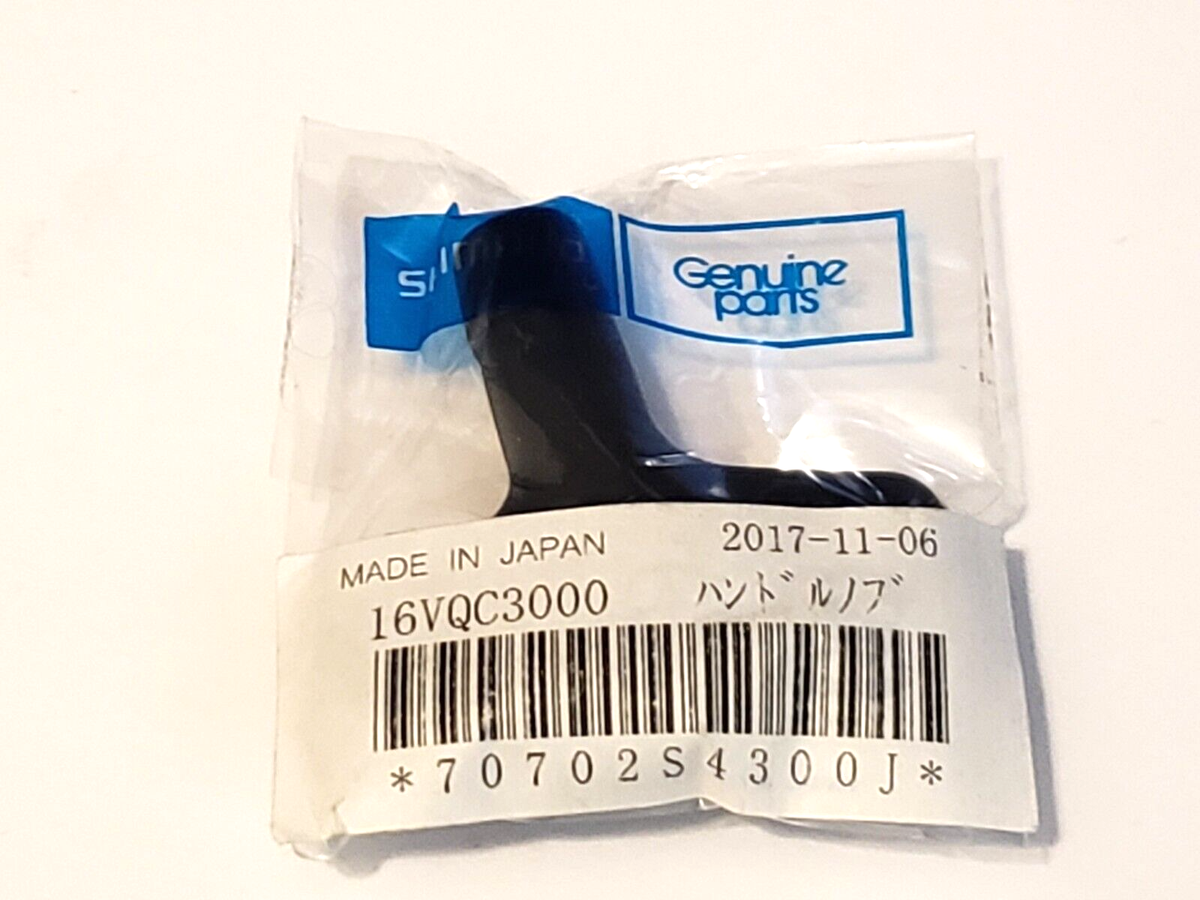 Genuine
parts
MADE IN JAPAN 2017-11-06
16VQC3000 ハンドルノブ
*70702S4300J*